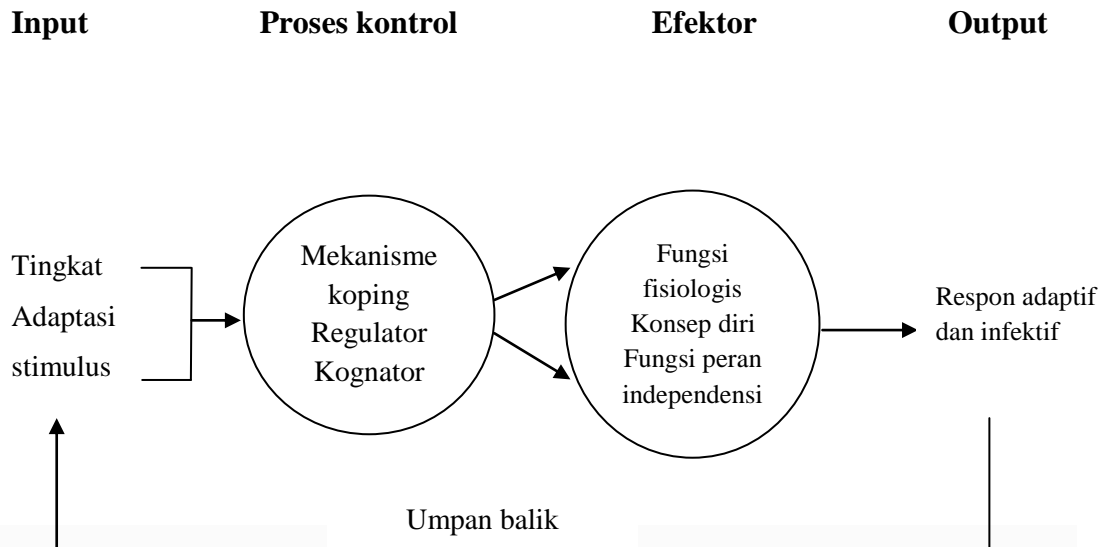 Input
Proses kontrol
Efektor
Output
Tingkat
Adaptasi
stimulus
Mekanisme
koping
Regulator
Kognator
Fungsi
fisiologis
Konsep diri
Fungsi peran
independensi
Respon adaptif
dan infektif
Umpan balik